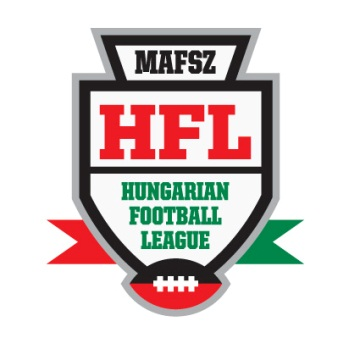 MAFSZ
HFL
HUNGARIAN
FOOTBALL
LEAGUE